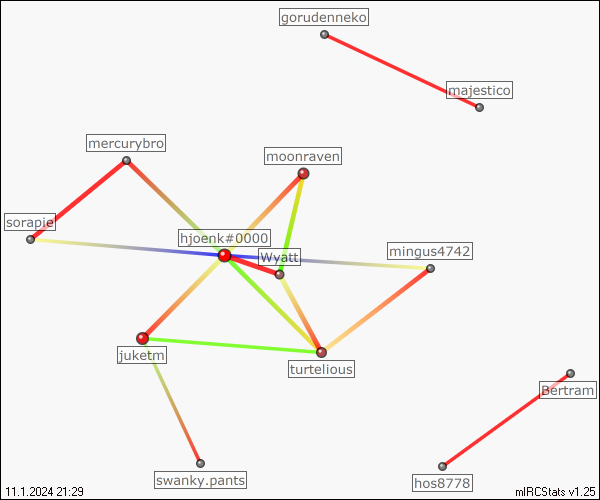 gorudenneko
majestico
mercurybro
moonraven
sorapie
hjoenk#0000
Wyatt
mingus4742
juketm
turtelious
Bertram
swanky.pants
hos8778
11.1.2024 21:29
mIRCStats v1.25